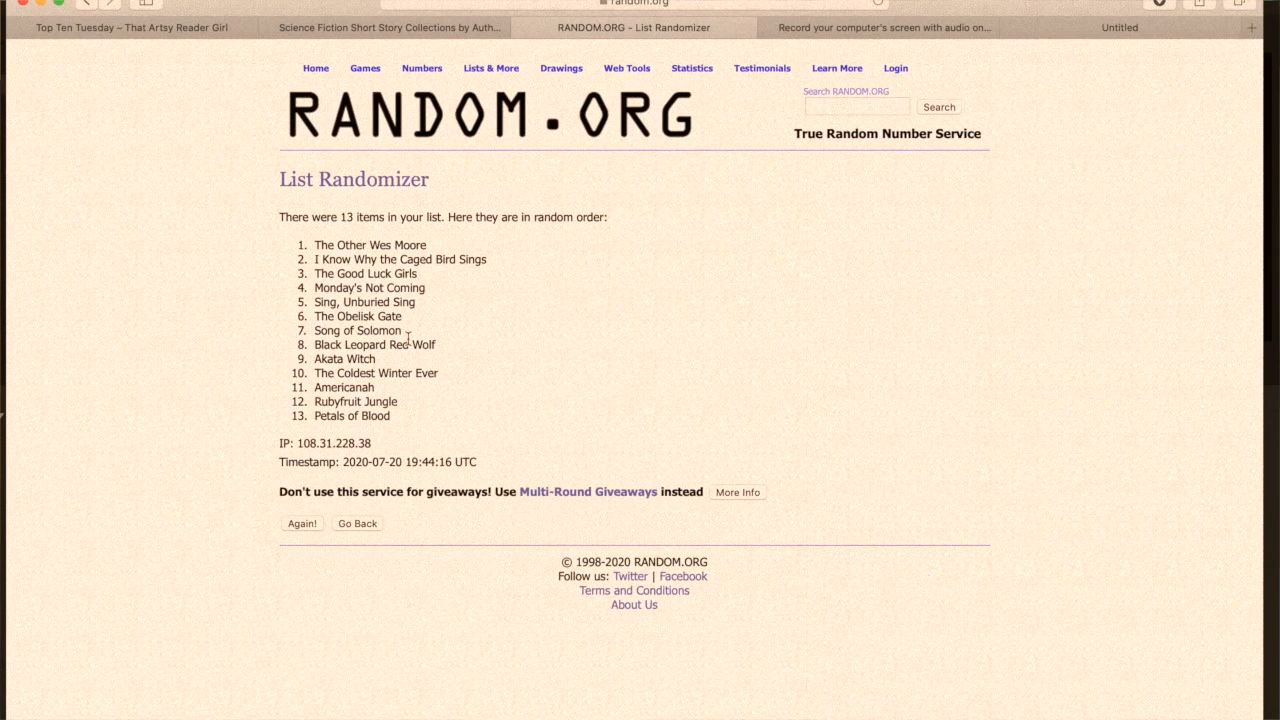 random.org
Top Ten Tuesday – That Artsy Reader Girl
Science Fiction Short Story Collections by Auth...
RANDOM.ORG - List Randomizer
Record your computer's screen with audio on...
Untitled
Home Games Numbers Lists & More Drawings Web Tools Statistics Testimonials Learn More Login
RANDOM.ORG
Search RANDOM.ORG
Search
True Random Number Service
List Randomizer
There were 13 items in your list. Here they are in random order:
1. The Other Wes Moore
2. I Know Why the Caged Bird Sings
3. The Good Luck Girls
4. Monday's Not Coming
5. Sing, Unburied Sing
6. The Obelisk Gate
7. Song of Solomon
8. Black Leopard Red Wolf
9. Akata Witch
10. The Coldest Winter Ever
11. Americanah
12. Rubyfruit Jungle
13. Petals of Blood
IP: 108.31.228.38
Timestamp: 2020-07-20 19:44:16 UTC
Don't use this service for giveaways! Use Multi-Round Giveaways instead More Info
Again! Go Back
© 1998-2020 RANDOM.ORG
Follow us: Twitter | Facebook
Terms and Conditions
About Us